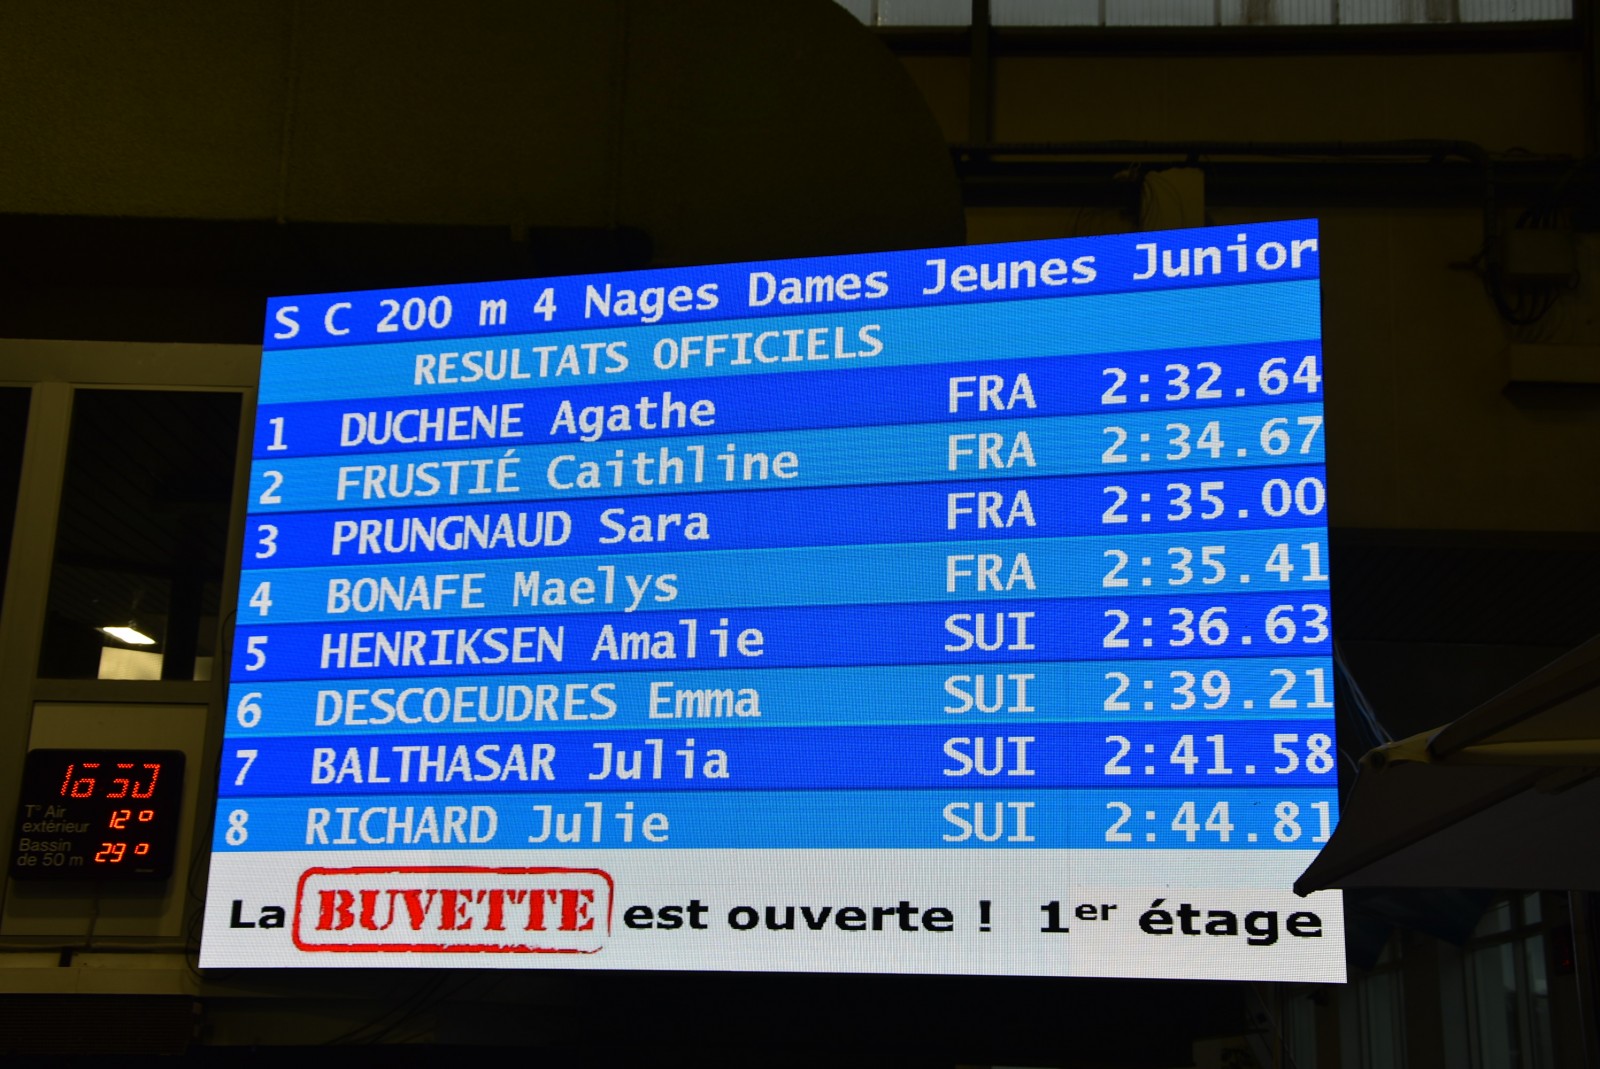 S C 200 m 4 Nages Dames Jeunes Junior
RESULTATS OFFICIELS
1 DUCHENE Agathe FRA 2:32.64
2 FRUSTIÉ Caithline FRA 2:34.67
3 PRUNGNAUD Sara FRA 2:35.00
4 BONAFE Maelys FRA 2:35.41
5 HENRIKSEN Amalie SUI 2:36.63
6 DESCOEUDRES Emma SUI 2:39.21
7 BALTHASAR Julia SUI 2:41.58
8 RICHARD Julie SUI 2:44.81
La BUVETTE est ouverte ! 1er étage
T° Air
extérieur 12°
Bassin
de 50 m 29°